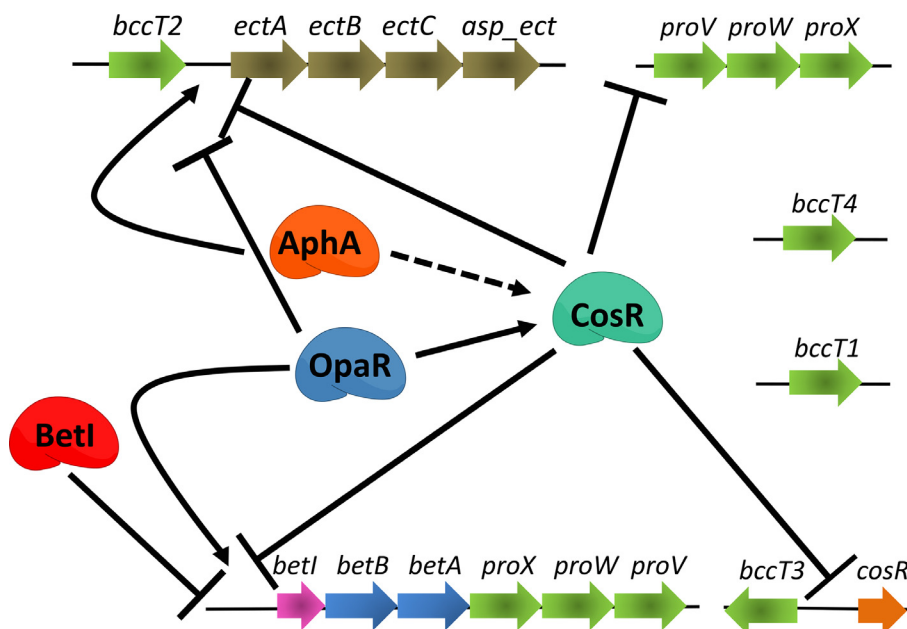 bccT2 ectA ectB ectC asp_ect proV proW proX
bccT4
AphA
CosR
OpaR
bccT1
BetI
betI betB betA proX proW proV bccT3 cosR